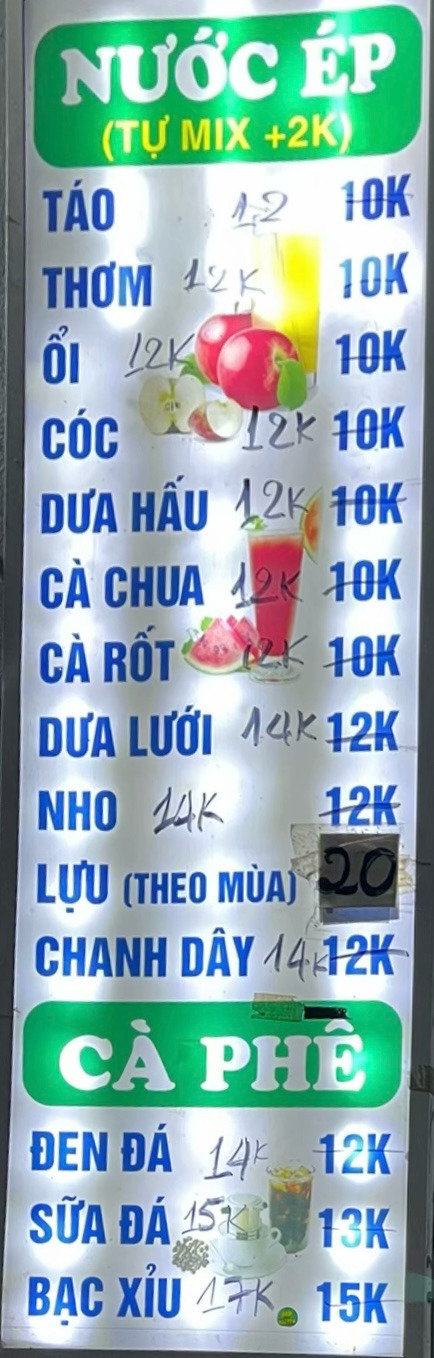 NƯỚC ÉP
(TỰ MIX +2K)
TÁO 12 10K
THƠM 12K 10K
ỔI 12K 10K
CÓC 12K 10K
DƯA HẤU 12K 10K
CÀ CHUA 12K 10K
CÀ RỐT 12K 10K
DƯA LƯỚI 14K 12K
NHO 14K 12K
LỰU (THEO MÙA) 20
CHANH DÂY 14K 12K
CÀ PHÊ
ĐEN ĐÁ 14K 12K
SỮA ĐÁ 15K 13K
BẠC XỈU 17K 15K